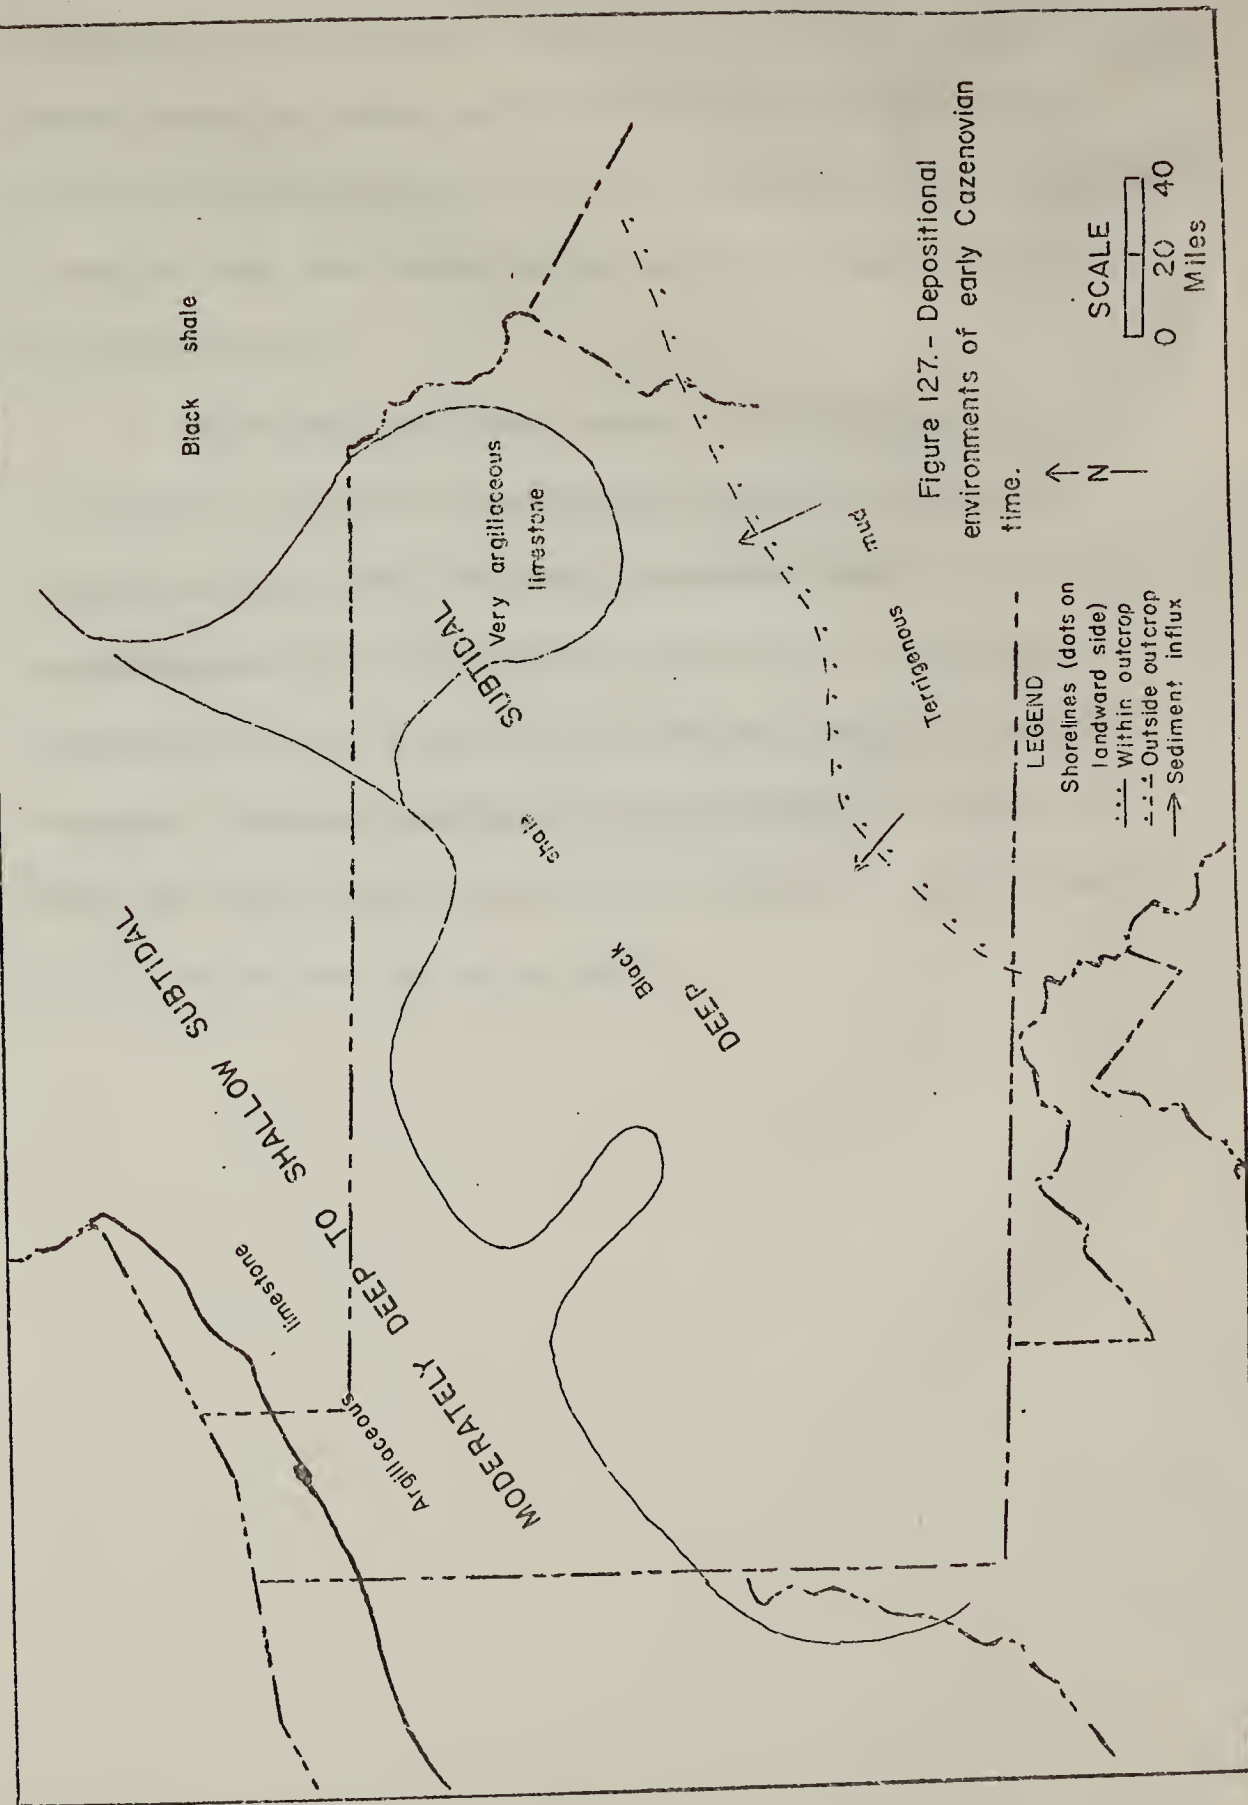 MODERATELY DEEP TO SHALLOW SUBTIDAL
Argillaceous limestone
Black shale
DEEP SUBTIDAL
Very argillaceous
limestone
Black shale
Terrigenous mud
Figure 127.- Depositional
environments of early Cazenovian
time.
N
LEGEND
Shorelines (dots on
landward side)
Within outcrop
Outside outcrop
Sediment influx
SCALE
0 20 40
Miles